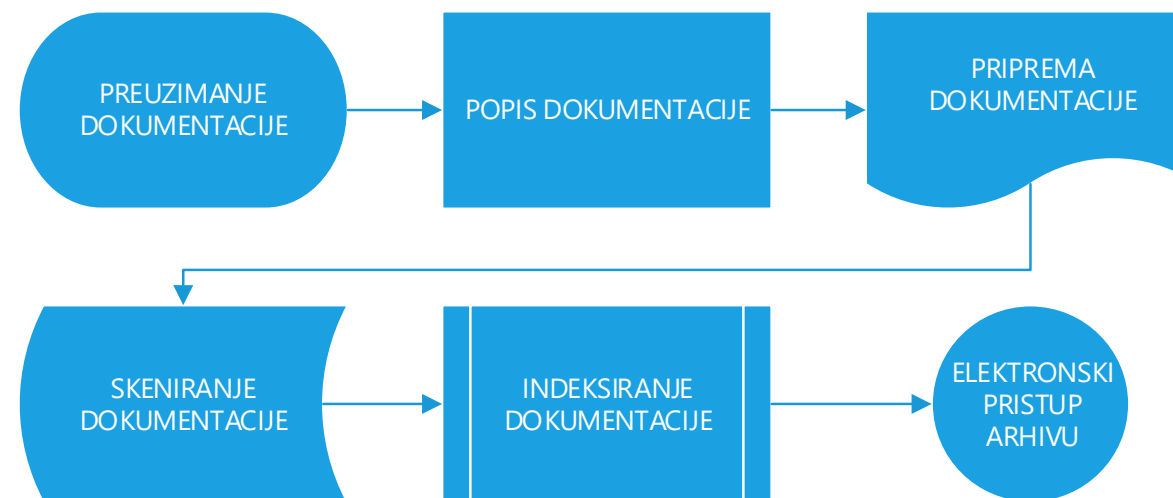 PREUZIMANJE
DOKUMENTACIJE
POPIS DOKUMENTACIJE
PRIPREMA
DOKUMENTACIJE
SKENIRANJE
DOKUMENTACIJE
INDEKSIRANJE
DOKUMENTACIJE
ELEKTRONSKI
PRISTUP
ARHIVU